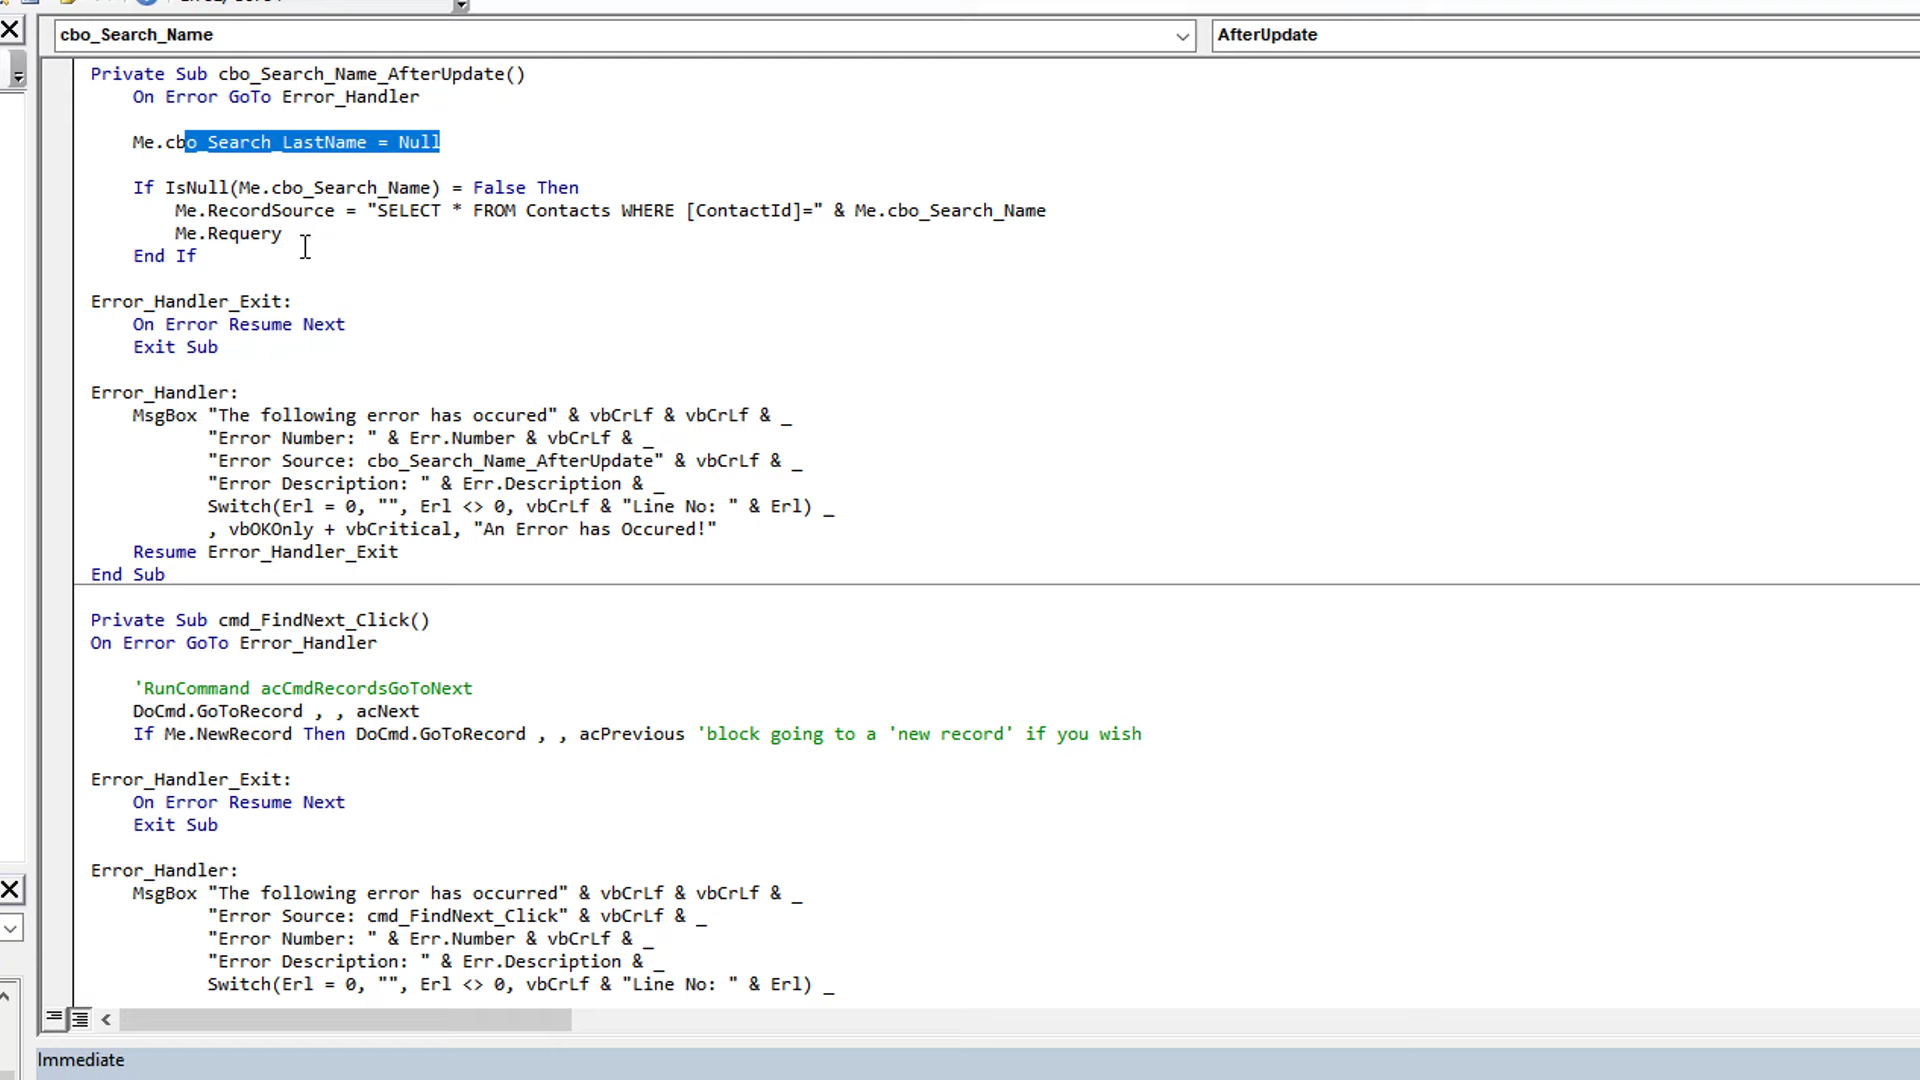 cbo_Search_Name
AfterUpdate
Private Sub cbo_Search_Name_AfterUpdate()
    On Error GoTo Error_Handler
    Me.cbo_Search_LastName = Null
    If IsNull(Me.cbo_Search_Name) = False Then
        Me.RecordSource = "SELECT * FROM Contacts WHERE [ContactId]=" & Me.cbo_Search_Name
        Me.Requery
    End If
Error_Handler_Exit:
    On Error Resume Next
    Exit Sub
Error_Handler:
    MsgBox "The following error has occured" & vbCrLf & vbCrLf & _
           "Error Number: " & Err.Number & vbCrLf & _
           "Error Source: cbo_Search_Name_AfterUpdate" & vbCrLf & _
           "Error Description: " & Err.Description & _
           Switch(Erl = 0, "", Erl <> 0, vbCrLf & "Line No: " & Erl) _
           , vbOKOnly + vbCritical, "An Error has Occured!"
    Resume Error_Handler_Exit
End Sub
Private Sub cmd_FindNext_Click()
On Error GoTo Error_Handler
    'RunCommand acCmdRecordsGoToNext
    DoCmd.GoToRecord , , acNext
    If Me.NewRecord Then DoCmd.GoToRecord , , acPrevious 'block going to a 'new record' if you wish
Error_Handler_Exit:
    On Error Resume Next
    Exit Sub
Error_Handler:
    MsgBox "The following error has occurred" & vbCrLf & vbCrLf & _
           "Error Source: cmd_FindNext_Click" & vbCrLf & _
           "Error Number: " & Err.Number & vbCrLf & _
           "Error Description: " & Err.Description & _
           Switch(Erl = 0, "", Erl <> 0, vbCrLf & "Line No: " & Erl) _
Immediate